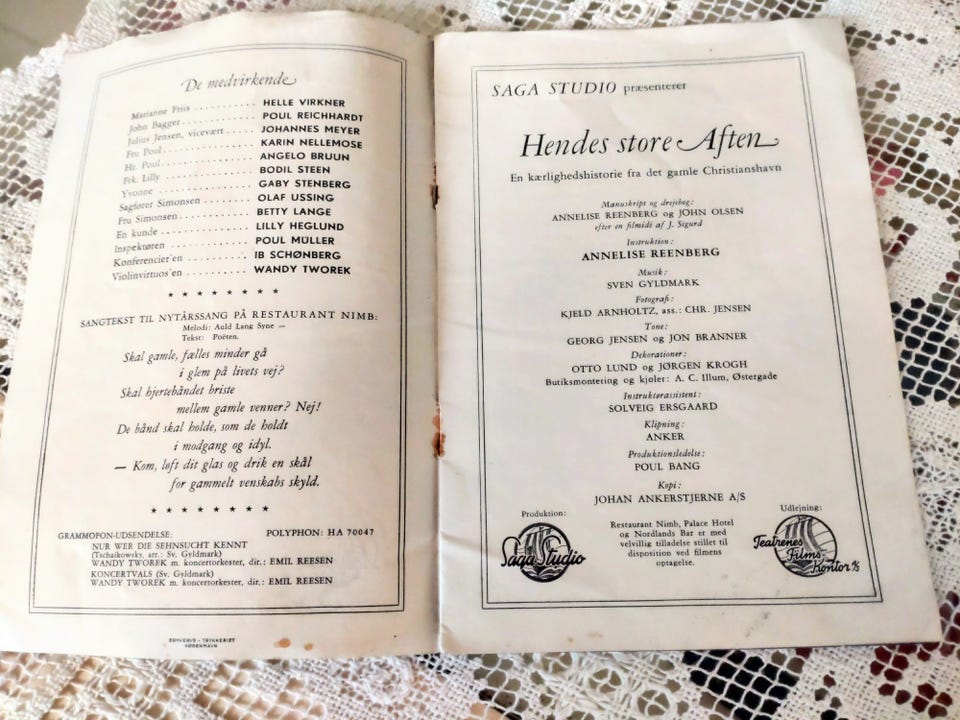 De medvirkende
Marianne Friis . . . . . . . . . . . HELLE VIRKNER
John Bagger . . . . . . . . . . . . POUL REICHHARDT
Julius Jensen, vicevært . . . . . JOHANNES MEYER
Fru Poul . . . . . . . . . . . . . . . KARIN NELLEMOSE
Hr. Poul . . . . . . . . . . . . . . . ANGELO BRUUN
Frk. Lilly . . . . . . . . . . . . . . . BODIL STEEN
Yvonne . . . . . . . . . . . . . . . . GABY STENBERG
Sagfører Simonsen . . . . . . . . OLAF USSING
Fru Simonsen . . . . . . . . . . . BETTY LANGE
En kunde . . . . . . . . . . . . . . LILLY HEGLUND
Inspektøren . . . . . . . . . . . . POUL MÜLLER
Konferencier'en . . . . . . . . . . IB SCHØNBERG
Violinvirtuos'en . . . . . . . . . . WANDY TWOREK
★ ★ ★ ★ ★ ★ ★ ★
SANGTEKST TIL NYTÅRSSANG PÅ RESTAURANT NIMB:
Melodi: Auld Lang Syne —
Tekst: Poëten.
Skal gamle, fælles minder gå
i glem på livets vej?
Skal hjertebåndet briste
mellem gamle venner? Nej!
De bånd skal holde, som de holdt
i modgang og idyl.
— Kom, løft dit glas og drik en skål
for gammelt venskabs skyld.
★ ★ ★ ★ ★ ★ ★ ★
GRAMMOFON-UDSENDELSE: POLYPHON: HA 70047
NUR WER DIE SEHNSUCHT KENNT
(Tschaikowsky, arr.: Sv. Gyldmark)
WANDY TWOREK m. koncertorkester, dir.: EMIL REESEN
KONCERTVALS (Sv. Gyldmark)
WANDY TWOREK m. koncertorkester, dir.: EMIL REESEN
ERHVERVS - TRYKKERIET
KØBENHAVN
SAGA STUDIO præsenterer
Hendes store Aften
En kærlighedshistorie fra det gamle Christianshavn
Manuskript og drejebog:
ANNELISE REENBERG og JOHN OLSEN
efter en filmidé af J. Sigurd
Instruktion:
ANNELISE REENBERG
Musik:
SVEN GYLDMARK
Fotografi:
KJELD ARNHOLTZ, ass.: CHR. JENSEN
Tone:
GEORG JENSEN og JON BRANNER
Dekorationer:
OTTO LUND og JØRGEN KROGH
Butiksmontering og kjoler: A. C. Illum, Østergade
Instruktørassistent:
SOLVEIG ERSGAARD
Klipning:
ANKER
Produktionsledelse:
POUL BANG
Kopi:
JOHAN ANKERSTJERNE A/S
Produktion:
Saga Studio
Restaurant Nimb, Palace Hotel
og Nordlands Bar er med
velvillig tilladelse stillet til
disposition ved filmens
optagelse.
Udlejning:
Teatrenes
Films-
Kontor A/S